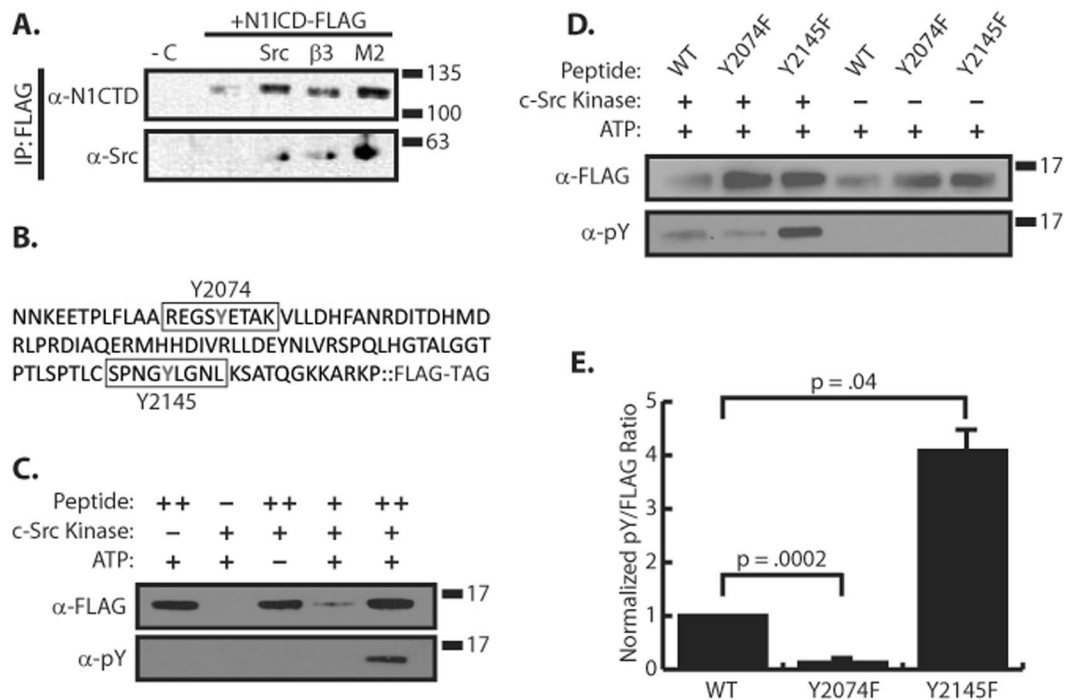 A.
+N1ICD-FLAG
- C Src β3 M2
IP: FLAG
α-N1CTD
135
100
α-Src
63
B.
Y2074
NNKEETPLFLAA REGSYETAK VLLDHFANRDITDHMD
RLPRDIAQERMHHDIVRLLDEYNLVRSPQLHGTALGGT
PTLSPTLC SPNGYLGNL KSATQGKKARKP::FLAG-TAG
Y2145
C.
Peptide: ++ – ++ + ++
c-Src Kinase: – + + + +
ATP: + + – + +
α-FLAG
17
α-pY
17
D.
Peptide: WT Y2074F Y2145F WT Y2074F Y2145F
c-Src Kinase: + + + – – –
ATP: + + + + + +
α-FLAG
17
α-pY
17
E.
Normalized pY/FLAG Ratio
5
4
3
2
1
0
p = .04
p = .0002
WT Y2074F Y2145F